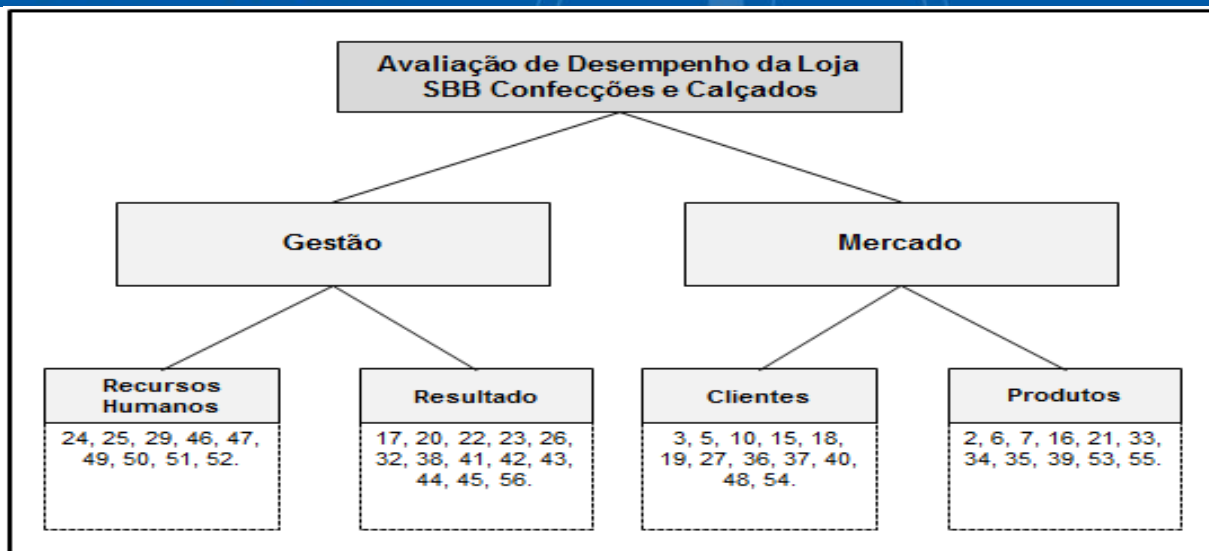 Avaliação de Desempenho da Loja
SBB Confecções e Calçados
Gestão
Mercado
Recursos
Humanos
24, 25, 29, 46, 47,
49, 50, 51, 52.
Resultado
17, 20, 22, 23, 26,
32, 38, 41, 42, 43,
44, 45, 56.
Clientes
3, 5, 10, 15, 18,
19, 27, 36, 37, 40,
48, 54.
Produtos
2, 6, 7, 16, 21, 33,
34, 35, 39, 53, 55.